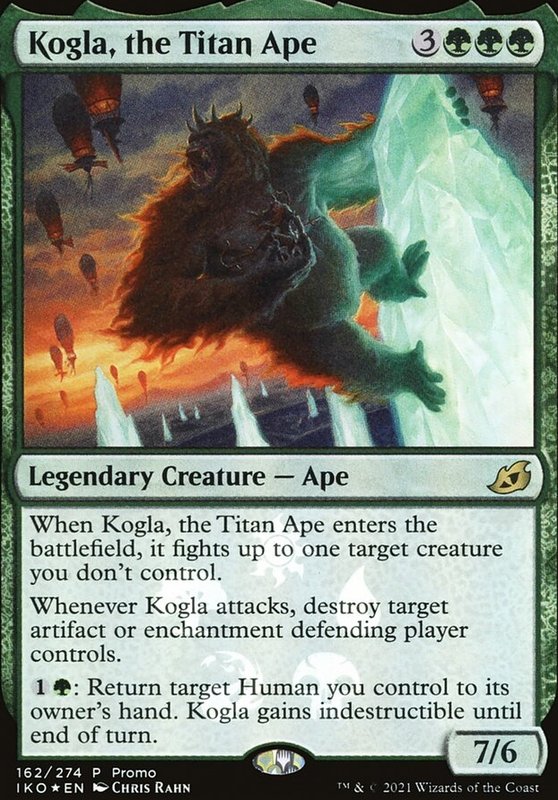 Kogla, the Titan Ape 3
Legendary Creature — Ape
When Kogla, the Titan Ape enters the
battlefield, it fights up to one target creature
you don't control.
Whenever Kogla attacks, destroy target
artifact or enchantment defending player
controls.
1 : Return target Human you control to its
owner's hand. Kogla gains indestructible until
end of turn.
7/6
162/274 P Promo
IKO★EN Chris Rahn
™ & © 2021 Wizards of the Coast